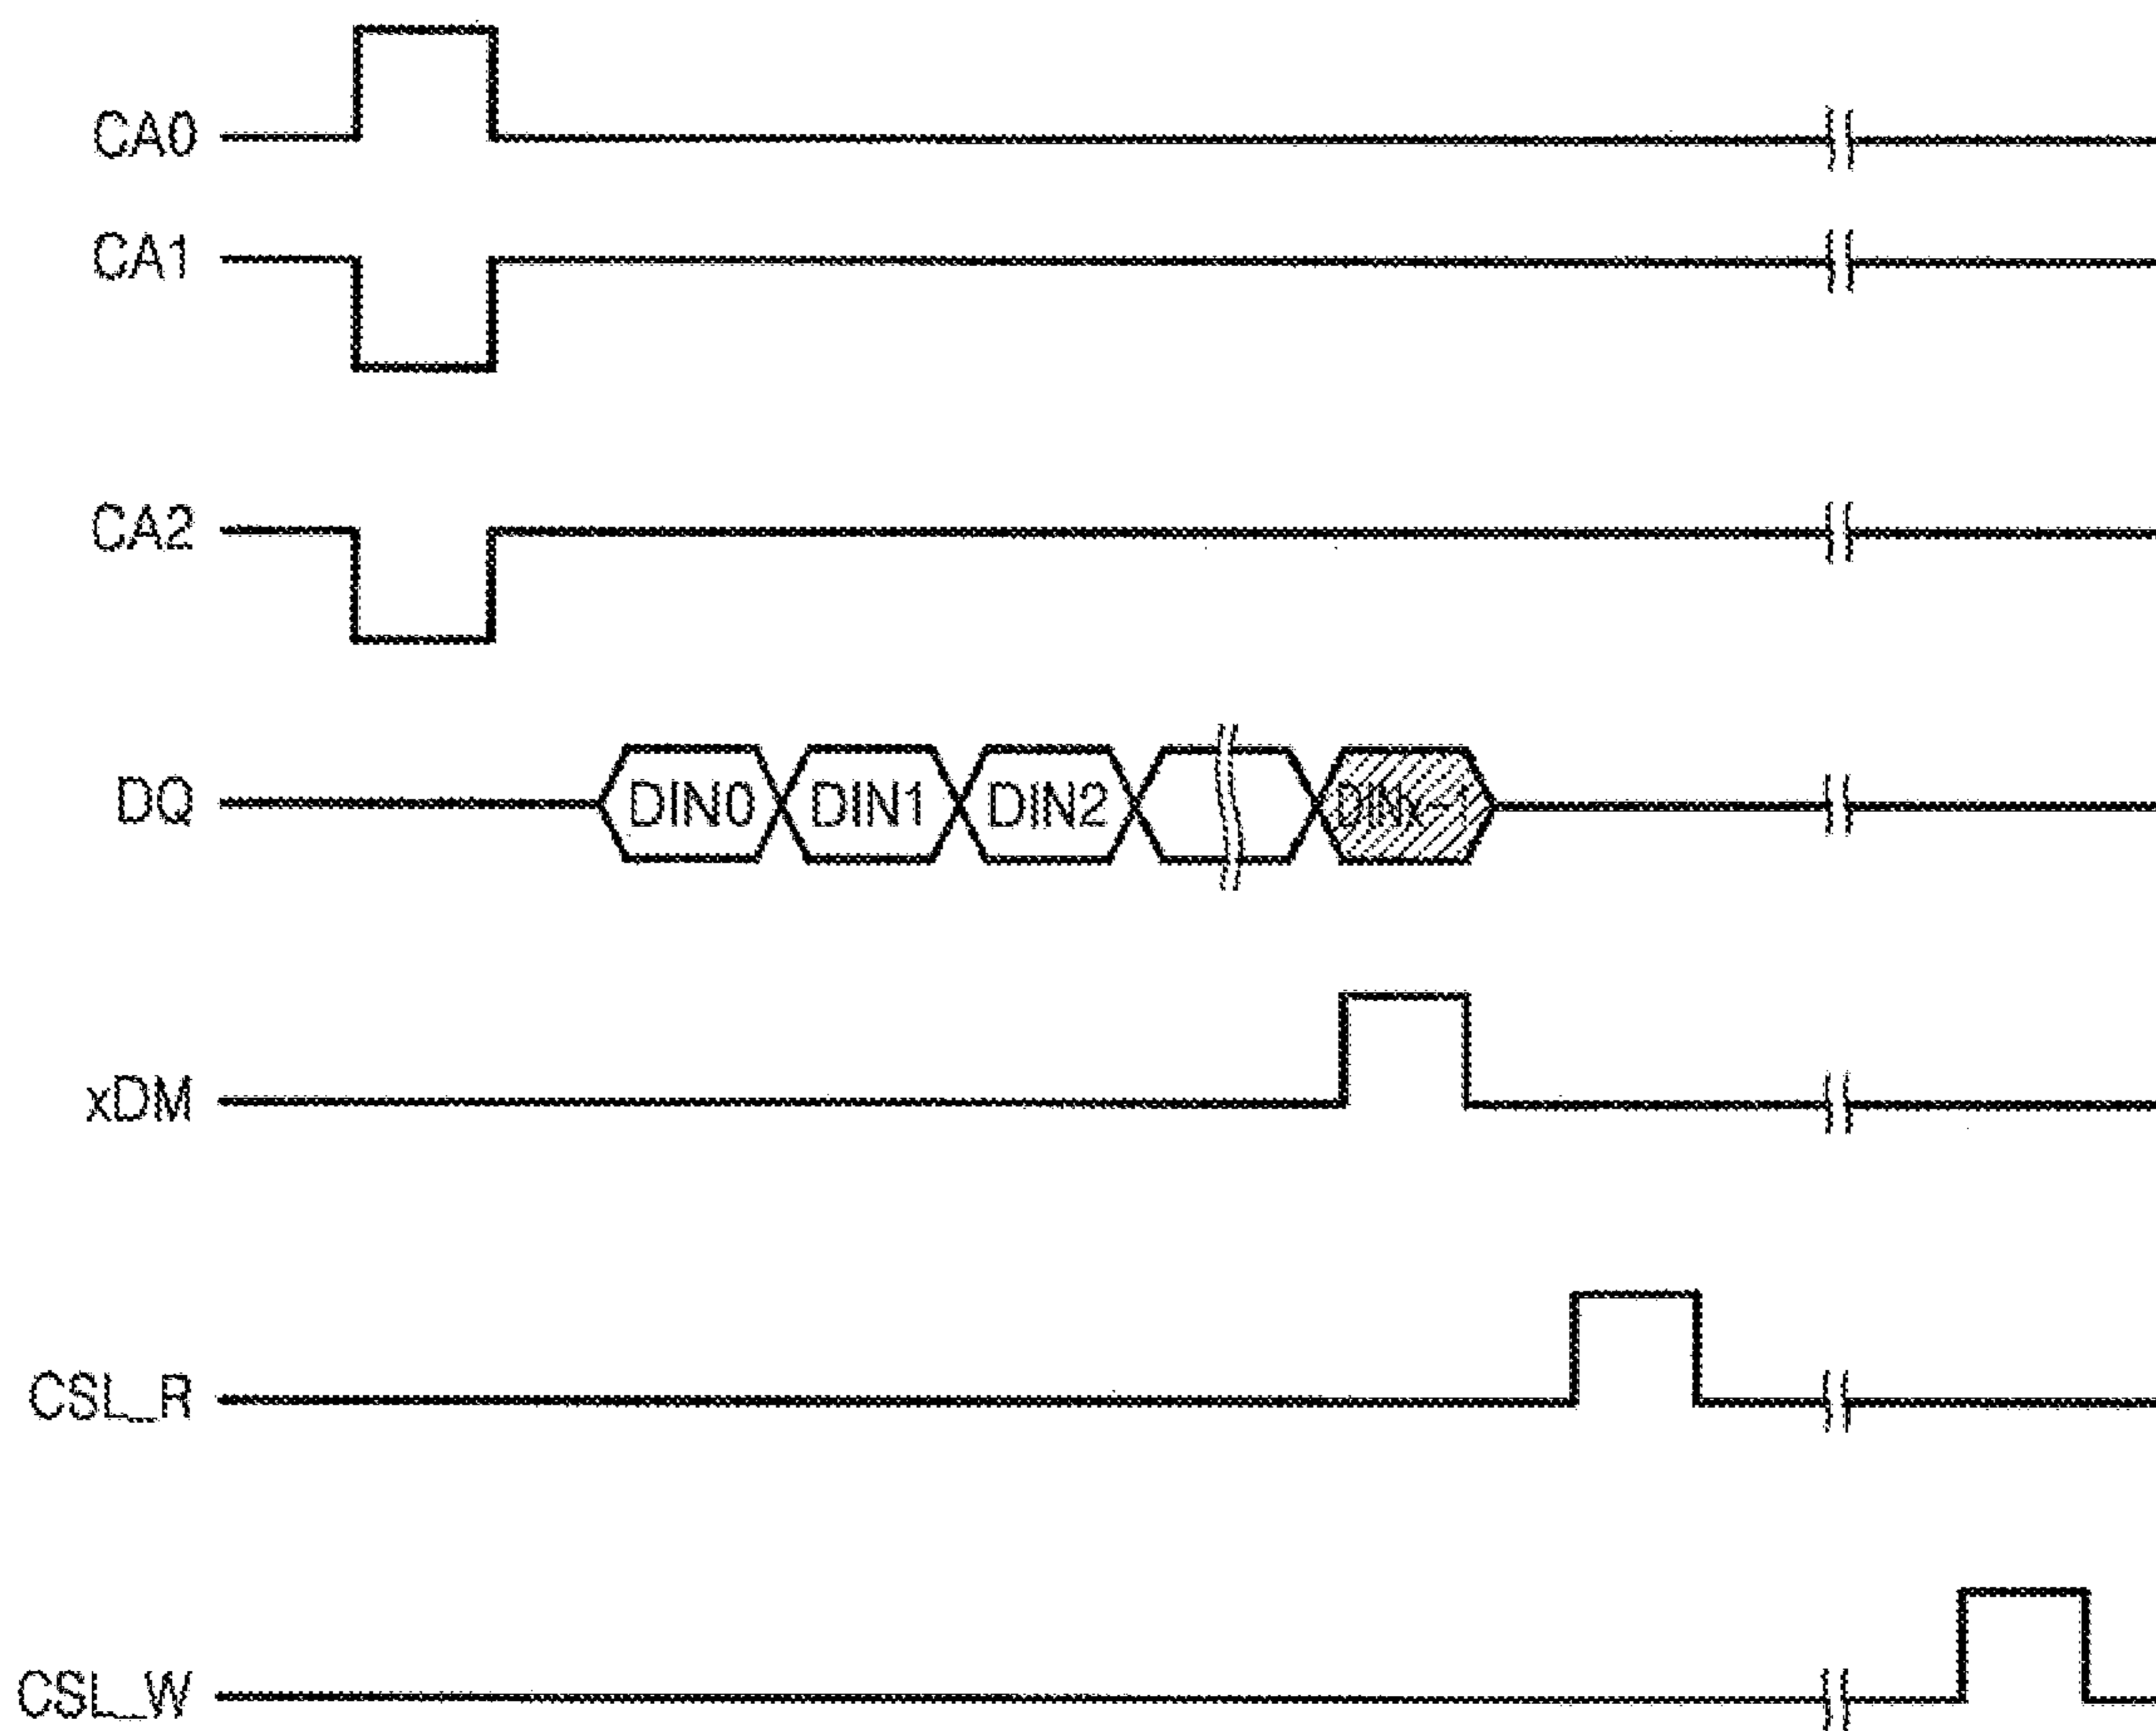 CA0
CA1
CA2
DQ
DIN0 DIN1 DIN2
xDM
CSL_R
CSL_W